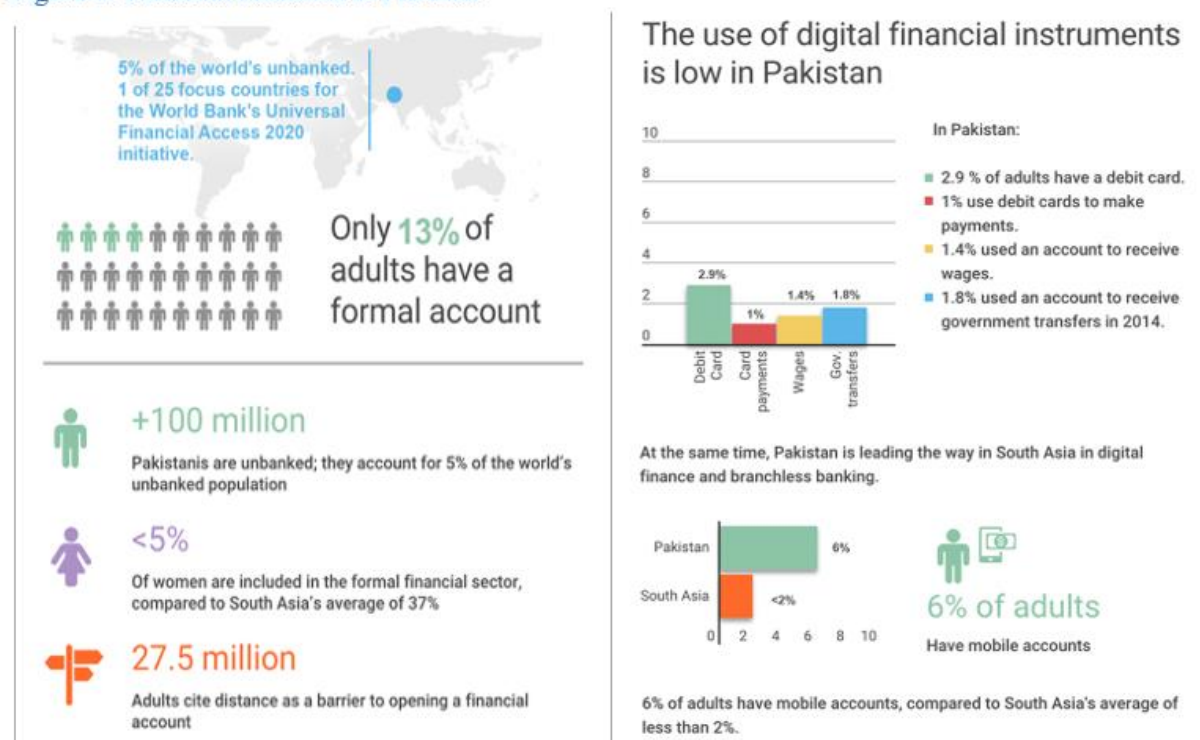 5% of the world's unbanked.
1 of 25 focus countries for
the World Bank's Universal
Financial Access 2020
initiative.
Only 13% of
adults have a
formal account
+100 million
Pakistanis are unbanked; they account for 5% of the world's
unbanked population
<5%
Of women are included in the formal financial sector,
compared to South Asia's average of 37%
27.5 million
Adults cite distance as a barrier to opening a financial
account
The use of digital financial instruments
is low in Pakistan
10
8
6
4
2
0
2.9%
1%
1.4%
1.8%
Debit
Card
Card
payments
Wages
Gov.
transfers
In Pakistan:
2.9 % of adults have a debit card.
1% use debit cards to make
payments.
1.4% used an account to receive
wages.
1.8% used an account to receive
government transfers in 2014.
At the same time, Pakistan is leading the way in South Asia in digital
finance and branchless banking.
Pakistan
6%
South Asia
<2%
0 2 4 6 8 10
6% of adults
Have mobile accounts
6% of adults have mobile accounts, compared to South Asia's average of
less than 2%.